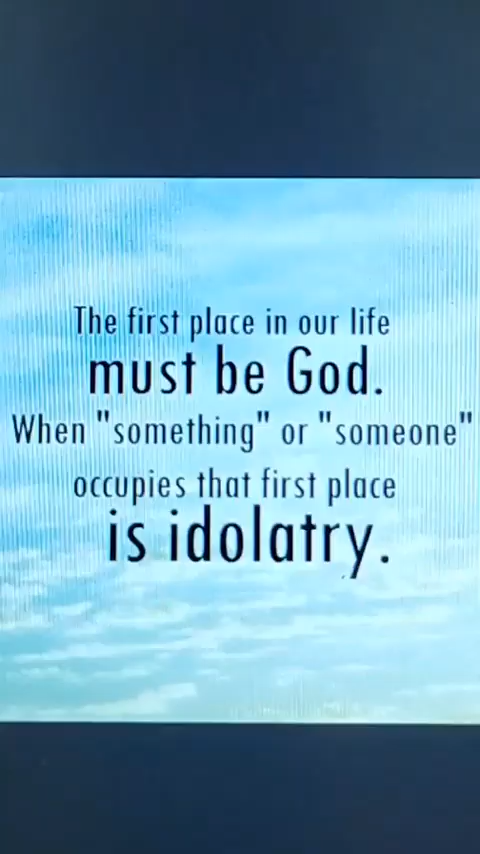 The first place in our life
must be God.
When "something" or "someone"
occupies that first place
is idolatry.